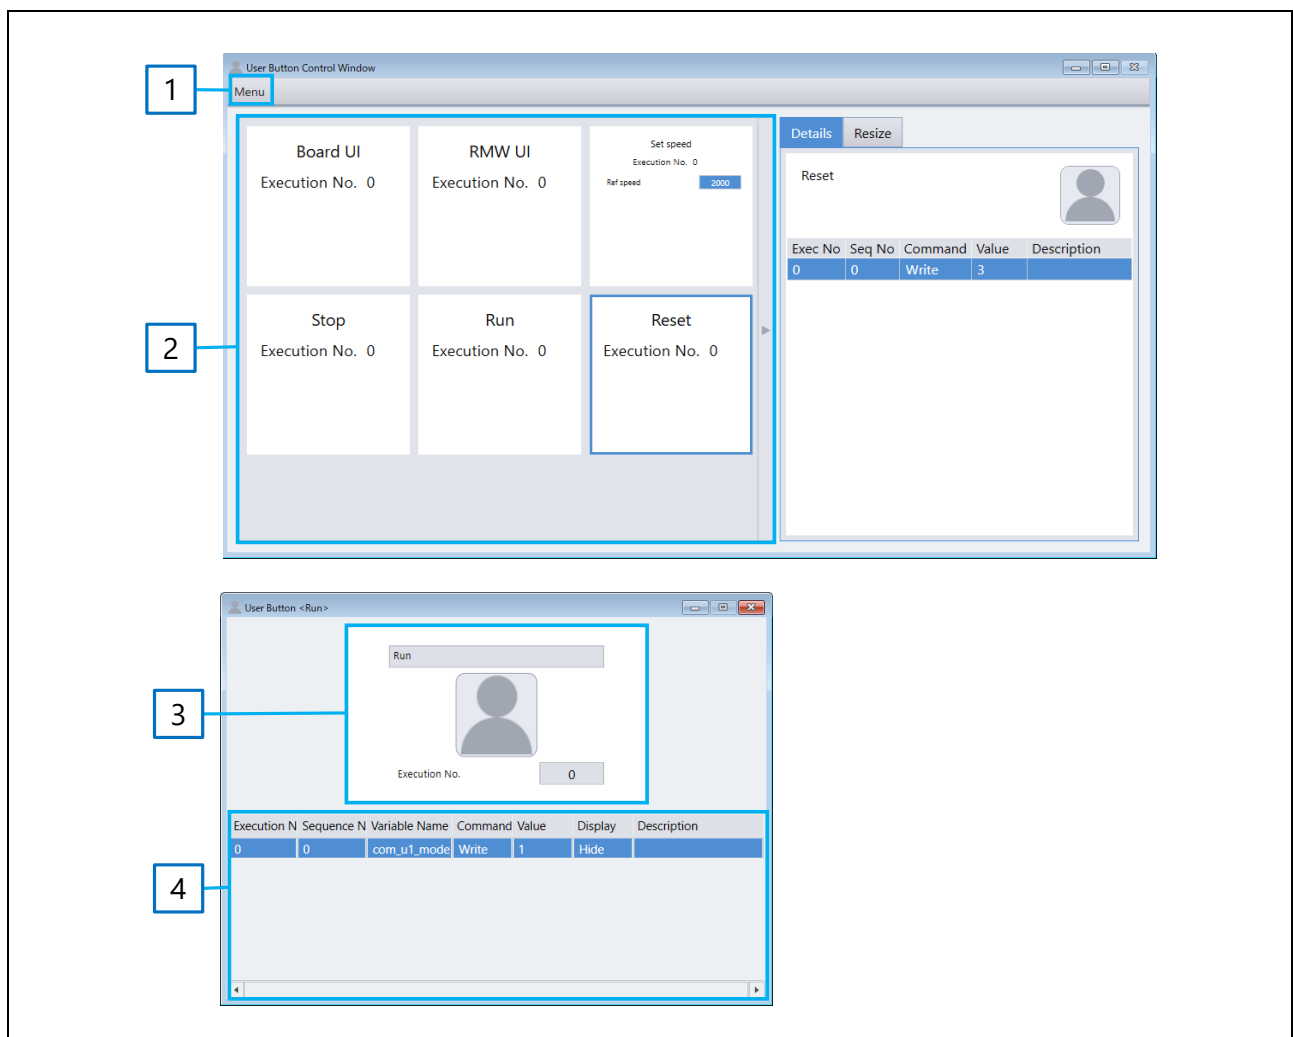 User Button Control Window
1
Menu
Board UI
Execution No. 0
RMW UI
Execution No. 0
Set speed
Execution No. 0
Ref speed 2000
Stop
Execution No. 0
Run
Execution No. 0
Reset
Execution No. 0
2
Details Resize
Reset
Exec No Seq No Command Value Description
0 0 Write 3
User Button <Run>
3
Run
Execution No. 0
4
Execution N Sequence N Variable Name Command Value Display Description
0 0 com_u1_mode Write 1 Hide